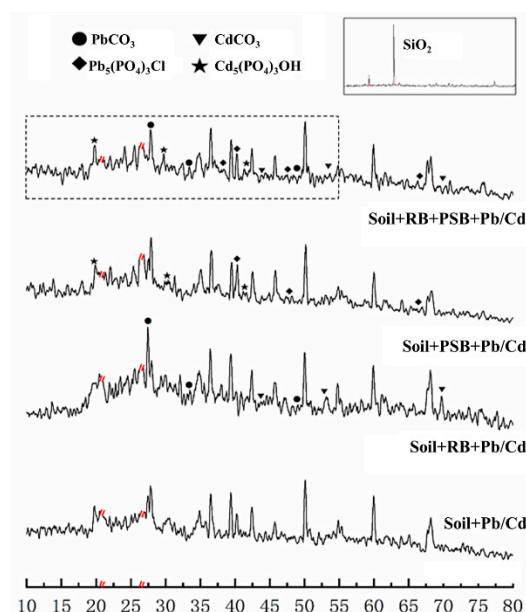 ● PbCO₃ ▼ CdCO₃
◆ Pb₅(PO₄)₃Cl ★ Cd₅(PO₄)₃OH
SiO₂
Soil+RB+PSB+Pb/Cd
Soil+PSB+Pb/Cd
Soil+RB+Pb/Cd
Soil+Pb/Cd
10 15 20 25 30 35 40 45 50 55 60 65 70 75 80